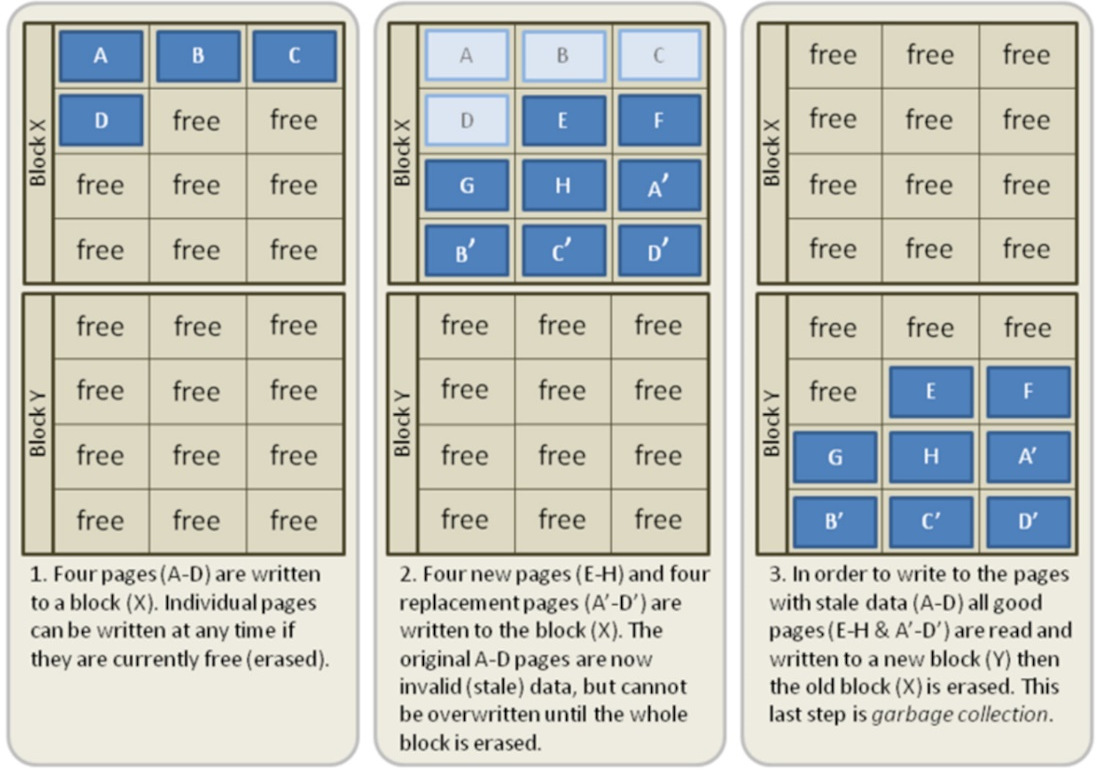 Block X
A B C
D free free
free free free
free free free
Block Y
free free free
free free free
free free free
free free free
1. Four pages (A-D) are written
to a block (X). Individual pages
can be written at any time if
they are currently free (erased).
Block X
A B C
D E F
G H A′
B′ C′ D′
Block Y
free free free
free free free
free free free
free free free
2. Four new pages (E-H) and four
replacement pages (A’-D’) are
written to the block (X). The
original A-D pages are now
invalid (stale) data, but cannot
be overwritten until the whole
block is erased.
Block X
free free free
free free free
free free free
free free free
Block Y
free free free
free E F
G H A’
B’ C’ D’
3. In order to write to the pages
with stale data (A-D) all good
pages (E-H & A’-D’) are read and
written to a new block (Y) then
the old block (X) is erased. This
last step is garbage collection.